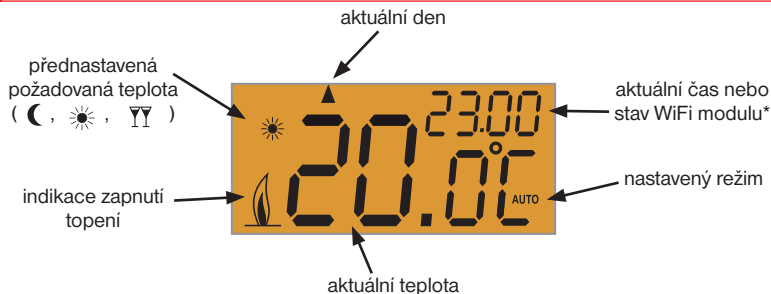 aktuální den
přednastavená
požadovaná teplota
( ☾ , ☀ , 🍸🍸 )
23:00
aktuální čas nebo
stav WiFi modulu*
20.0°C
AUTO
nastavený režim
indikace zapnutí
topení
aktuální teplota